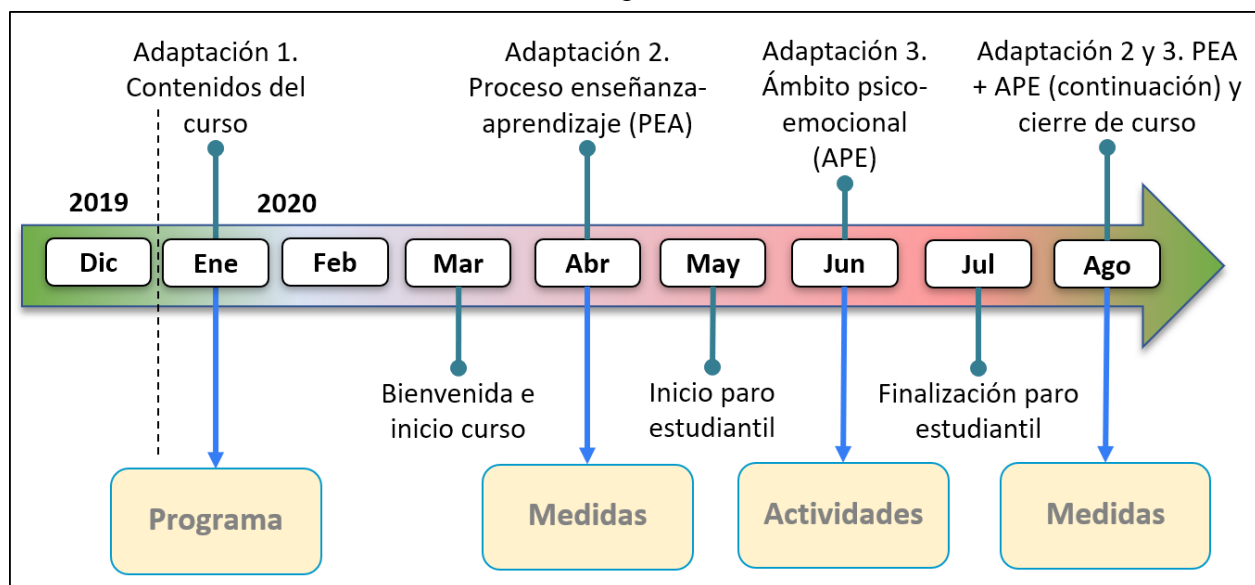 Adaptación 1.
Contenidos del
curso
Adaptación 2.
Proceso enseñanza-
aprendizaje (PEA)
Adaptación 3.
Ámbito psico-
emocional
(APE)
Adaptación 2 y 3. PEA
+ APE (continuación) y
cierre de curso
2019
2020
Dic
Ene
Feb
Mar
Abr
May
Jun
Jul
Ago
Bienvenida e
inicio curso
Inicio paro
estudiantil
Finalización paro
estudiantil
Programa
Medidas
Actividades
Medidas